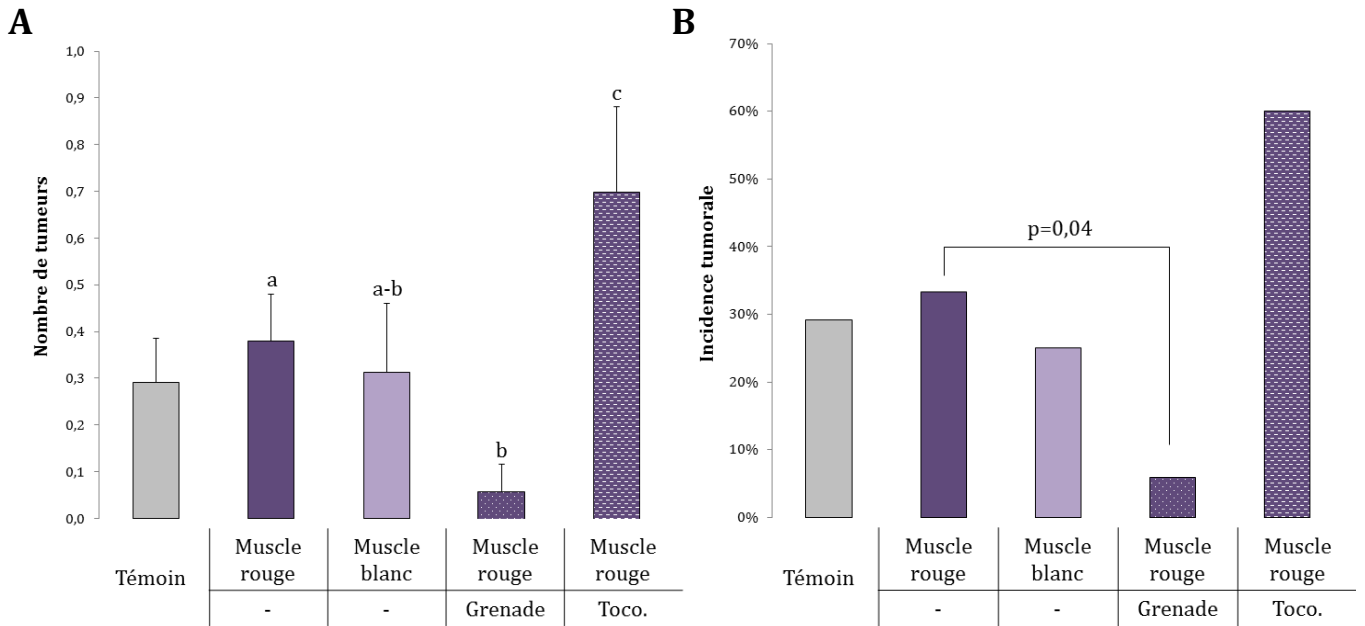 A
Nombre de tumeurs
1,0
0,9
0,8
0,7
0,6
0,5
0,4
0,3
0,2
0,1
0,0
a
a-b
b
c
Témoin
Muscle
rouge
-
Muscle
blanc
-
Muscle
rouge
Grenade
Muscle
rouge
Toco.
B
Incidence tumorale
70%
60%
50%
40%
30%
20%
10%
0%
p=0,04
Témoin
Muscle
rouge
-
Muscle
blanc
-
Muscle
rouge
Grenade
Muscle
rouge
Toco.